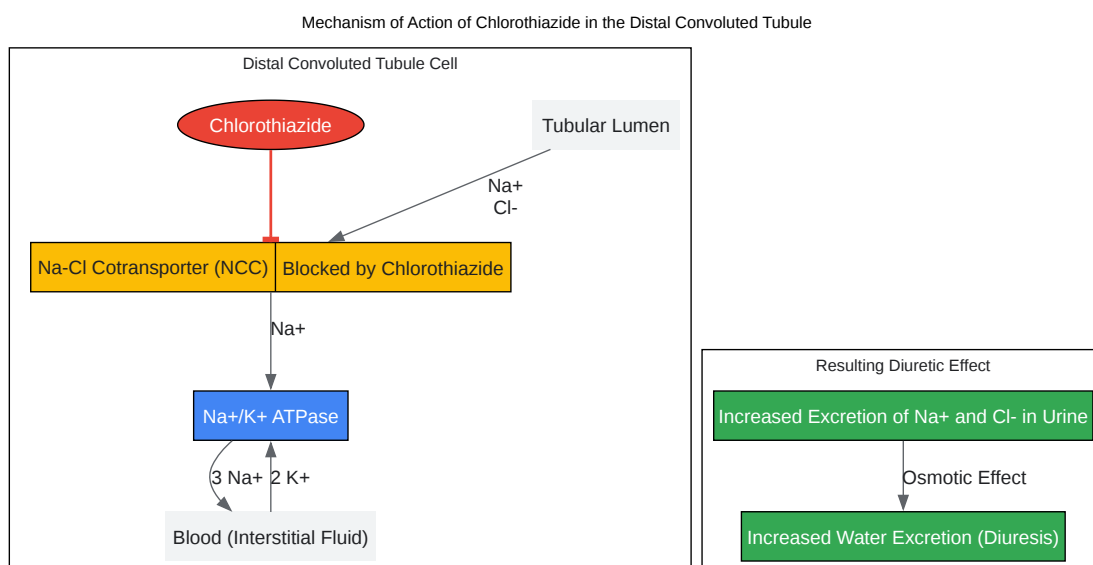 Mechanism of Action of Chlorothiazide in the Distal Convoluted Tubule
Distal Convoluted Tubule Cell
Chlorothiazide
Tubular Lumen
Na+
Cl-
Na-Cl Cotransporter (NCC)
Blocked by Chlorothiazide
Na+
Na+/K+ ATPase
3 Na+
2 K+
Blood (Interstitial Fluid)
Resulting Diuretic Effect
Increased Excretion of Na+ and Cl- in Urine
Osmotic Effect
Increased Water Excretion (Diuresis)